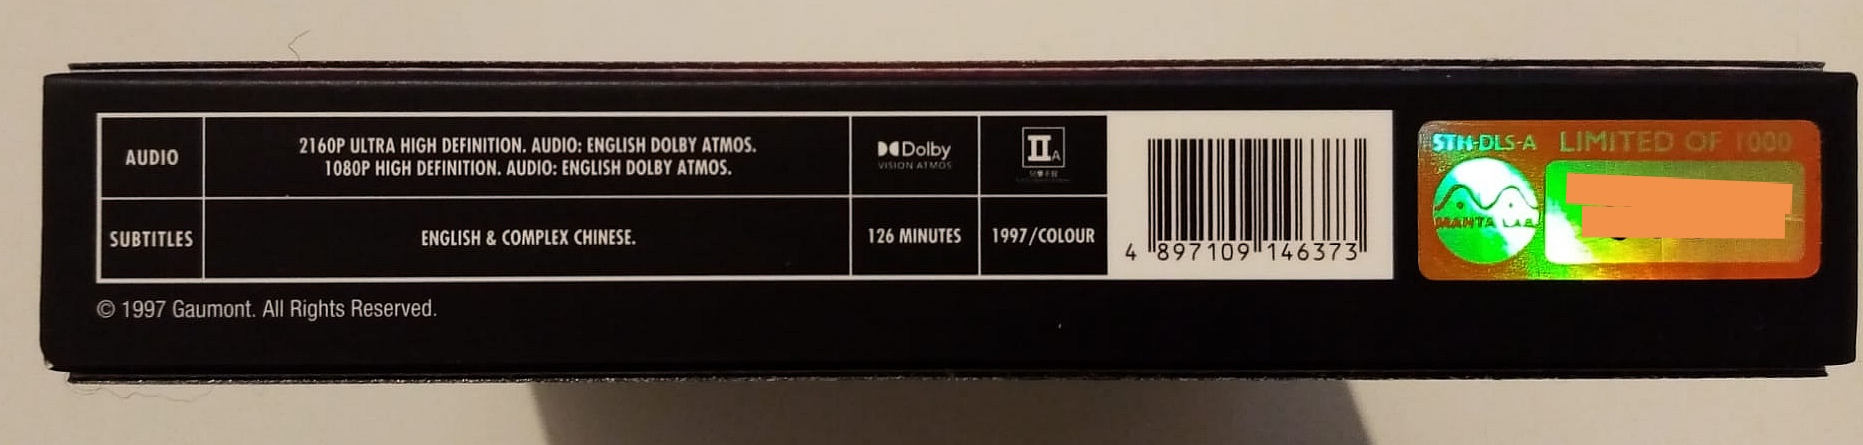 AUDIO
2160P ULTRA HIGH DEFINITION. AUDIO: ENGLISH DOLBY ATMOS.
1080P HIGH DEFINITION. AUDIO: ENGLISH DOLBY ATMOS.
Dolby
VISION ATMOS
IIA
SUBTITLES
ENGLISH & COMPLEX CHINESE.
126 MINUTES
1997/COLOUR
4 897109 146373
© 1997 Gaumont. All Rights Reserved.
STH-DLS-A LIMITED OF 1000
MANTA LAB